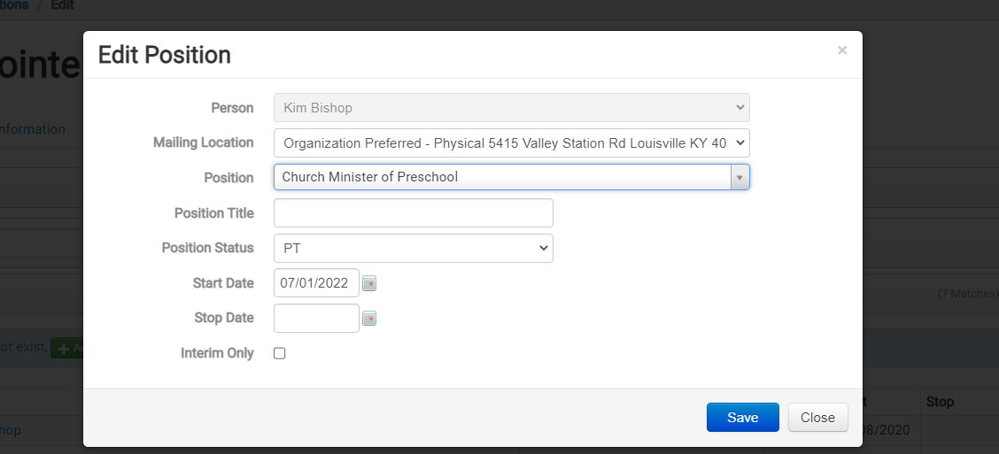 tions / Edit
ointe
Edit Position
×
Person Kim Bishop
nformation
Mailing Location Organization Preferred - Physical 5415 Valley Station Rd Louisville KY 40
Position Church Minister of Preschool
Position Title
Position Status PT
Start Date 07/01/2022
(7 Matches)
Stop Date
ot exist, A
Interim Only
t Stop
Save Close
hop 08/2020